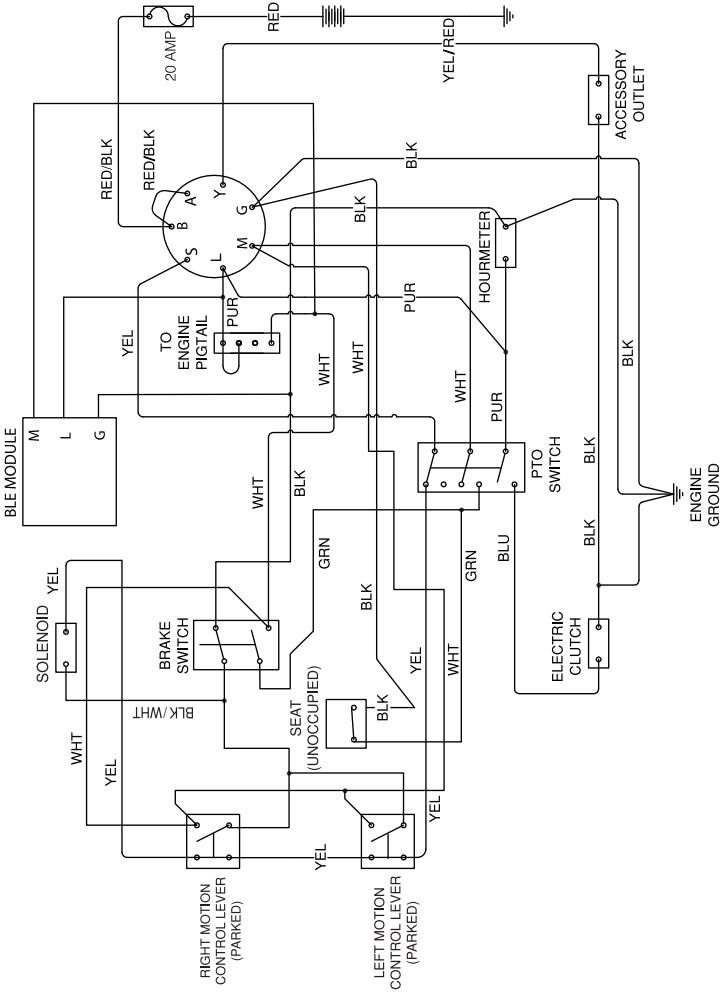 RED
20 AMP
YEL/RED
ACCESSORY
OUTLET
RED/BLK
RED/BLK
BLK
A
Y
B
G
BLK
S
M
L
HOURMETER
PUR
PUR
YEL
TO
ENGINE
PIGTAIL
WHT
WHT
BLK
WHT
PUR
BLE MODULE
M
L
G
PTO
SWITCH
BLK
WHT
BLK
ENGINE
GROUND
GRN
GRN
BLU
BLK
SOLENOID
YEL
BLK
BRAKE
SWITCH
YEL
WHT
ELECTRIC
CLUTCH
BLK/WHT
SEAT
(UNOCCUPIED)
BLK
WHT
YEL
YEL
YEL
RIGHT MOTION
CONTROL LEVER
(PARKED)
LEFT MOTION
CONTROL LEVER
(PARKED)